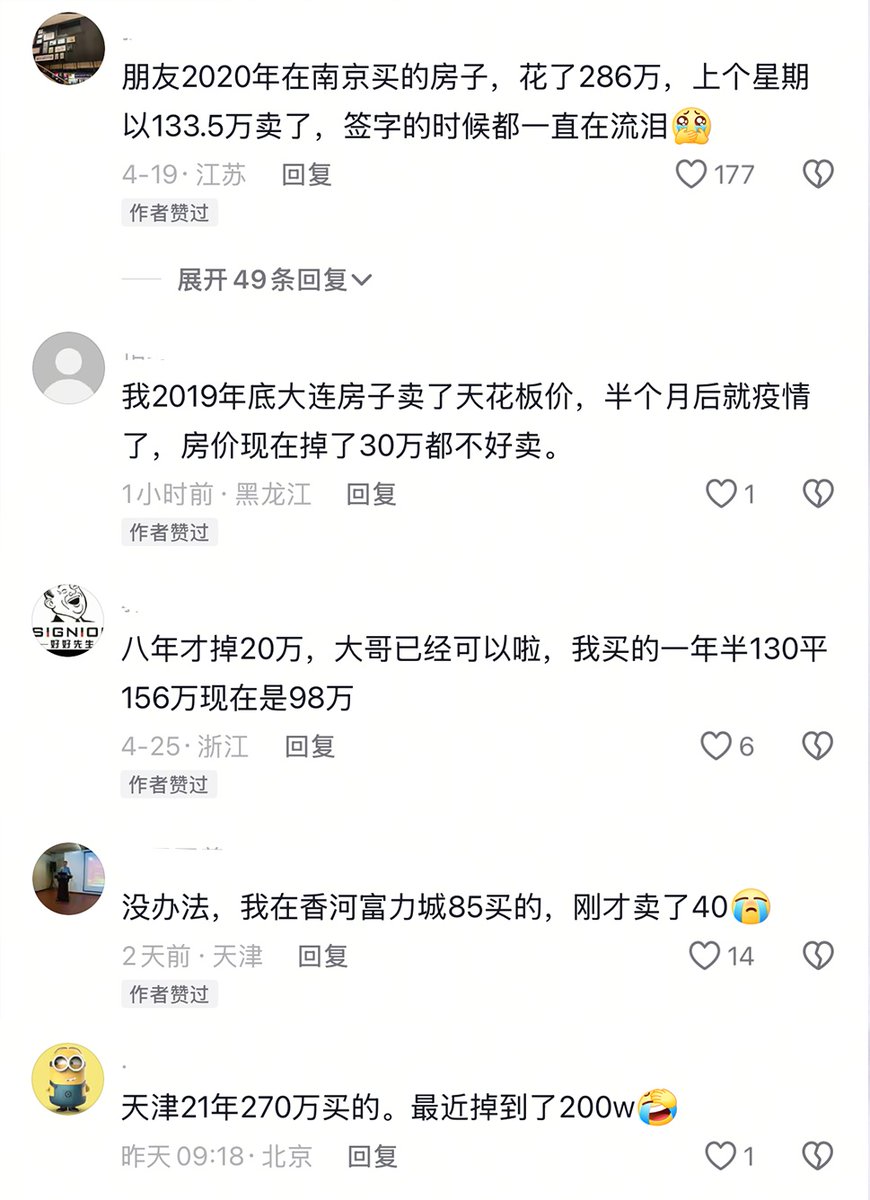 朋友2020年在南京买的房子，花了286万，上个星期
以133.5万卖了，签字的时候都一直在流泪🥹
4-19·江苏 回复 177
作者赞过
展开49条回复
我2019年底大连房子卖了天花板价，半个月后就疫情
了，房价现在掉了30万都不好卖。
1小时前·黑龙江 回复 1
作者赞过
SIGNIO
好好先生
八年才掉20万，大哥已经可以啦，我买的一年半130平
156万现在是98万
4-25·浙江 回复 6
作者赞过
没办法，我在香河富力城85买的，刚才卖了40😭
2天前·天津 回复 14
作者赞过
天津21年270万买的。最近掉到了200w🤣
昨天09:18·北京 回复 1